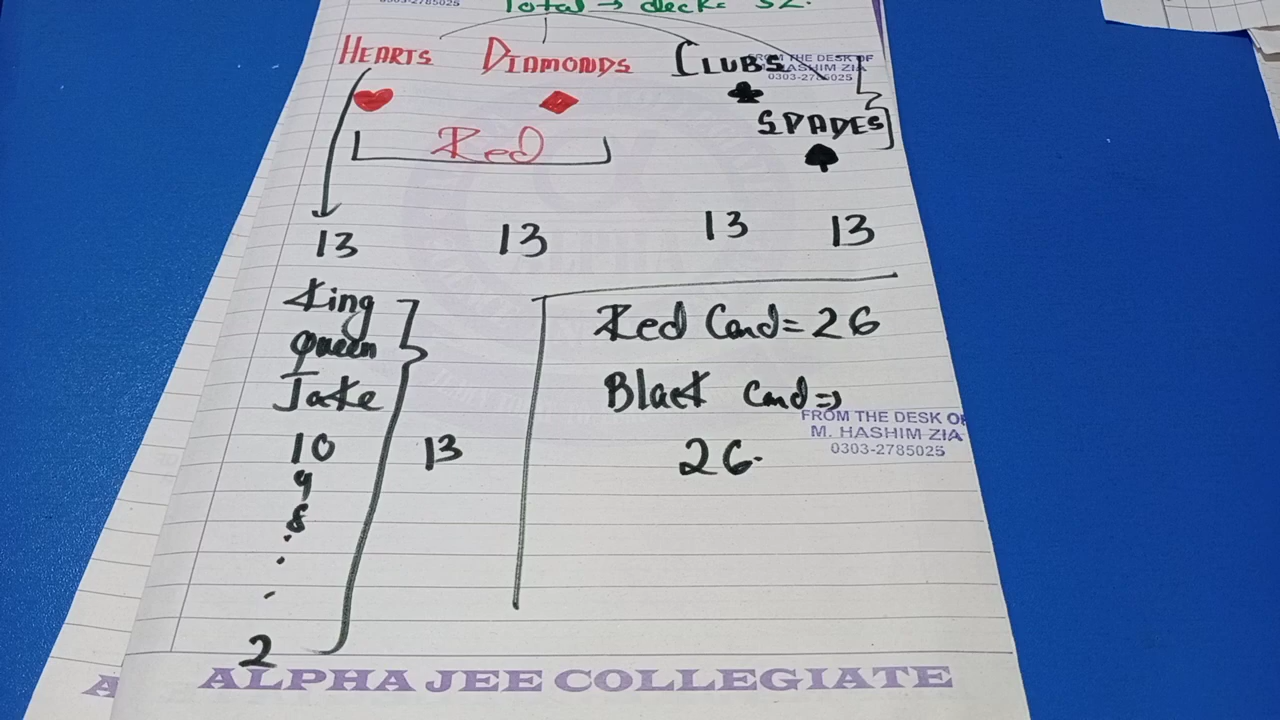 0303-2785025
Total → deck = 52.
HEARTS DIAMONDS CLUBS
FROM THE DESK OF
M. HASHIM ZIA
0303-2785025
SPADES
Red
13 13 13 13
King
Queen
Jake
10
9
8
2
13
Red Card = 26
Black Card =>
26.
FROM THE DESK OF
M. HASHIM ZIA
0303-2785025
ALPHA JEE COLLEGIATE
A